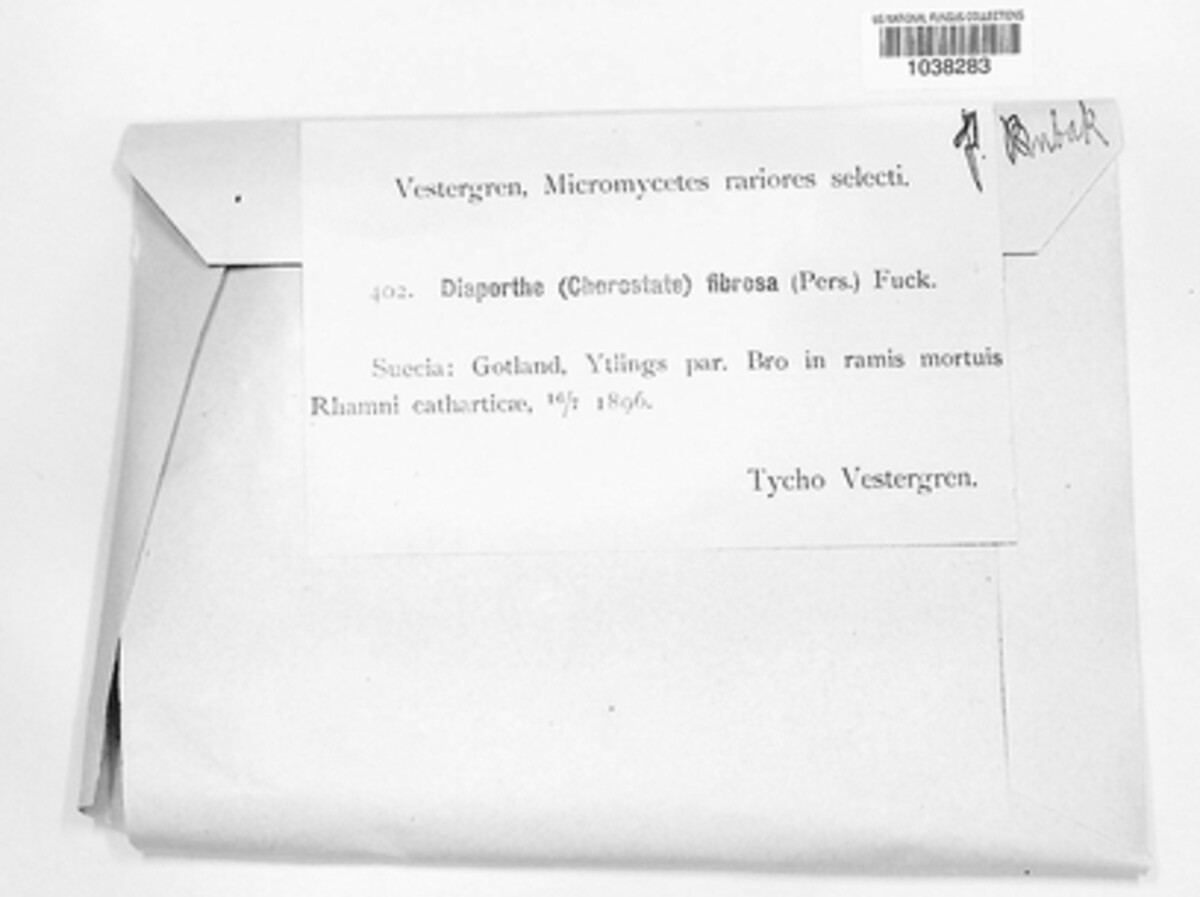 US NATIONAL FUNGUS COLLECTIONS
1038283
F. Bubak
Vestergren, Micromycetes rariores selecti.
402. Diaporthe (Chorostate) fibrosa (Pers.) Fuck.
Suecia: Gotland, Ytlings par. Bro in ramis mortuis
Rhamni catharticæ, 16/7 1896.
Tycho Vestergren.